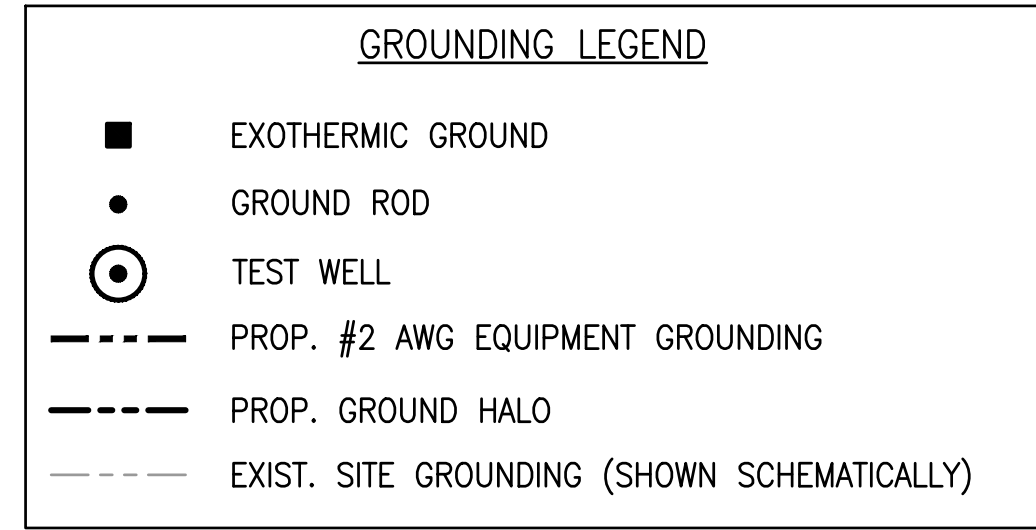 GROUNDING LEGEND
EXOTHERMIC GROUND
GROUND ROD
TEST WELL
PROP. #2 AWG EQUIPMENT GROUNDING
PROP. GROUND HALO
EXIST. SITE GROUNDING (SHOWN SCHEMATICALLY)